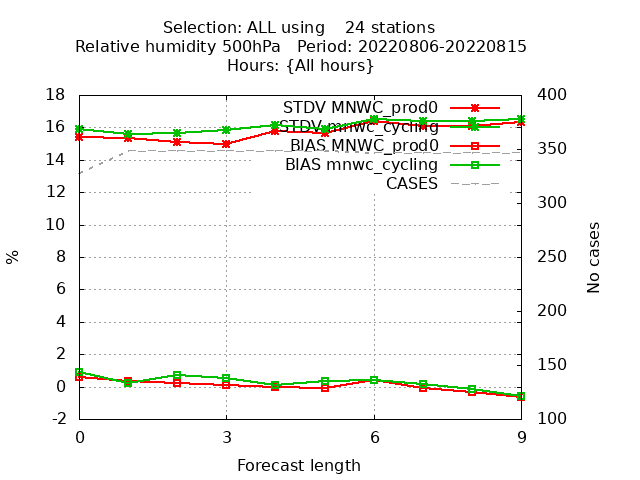 Selection: ALL using    24 stations
Relative humidity 500hPa   Period: 20220806-20220815
Hours: {All hours}
18
16
14
12
10
8
6
4
2
0
-2
%
STDV MNWC_prod0
STDV mnwc_cycling
BIAS MNWC_prod0
BIAS mnwc_cycling
CASES
400
350
300
250
200
150
100
No cases
0
3
6
9
Forecast length